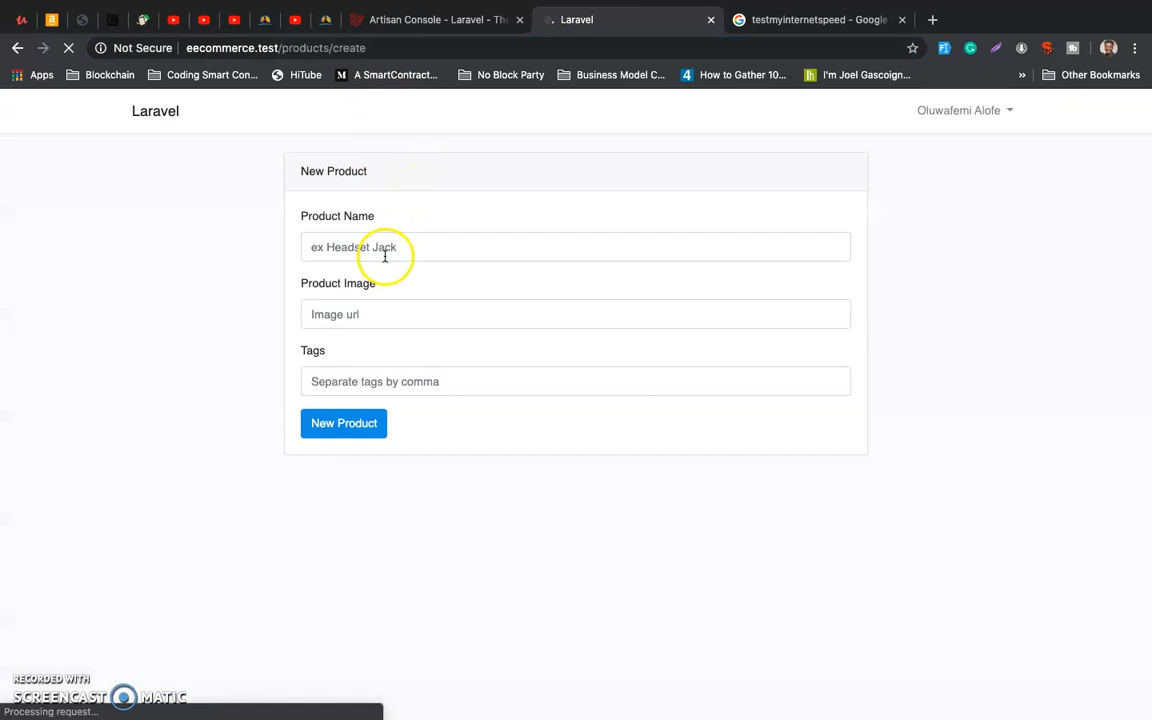 Artisan Console - Laravel - The
Laravel
testmyinternetspeed - Google
Not Secure
eecommerce.test/products/create
Apps
Blockchain
Coding Smart Con...
HiTube
A SmartContract...
No Block Party
Business Model C...
4 How to Gather 10...
I'm Joel Gascoign...
»
Other Bookmarks
Laravel
Oluwafemi Alofe
New Product
Product Name
ex Headset Jack
Product Image
Image url
Tags
Separate tags by comma
New Product
RECORDED WITH
SCREENCAST MATIC
Processing request...